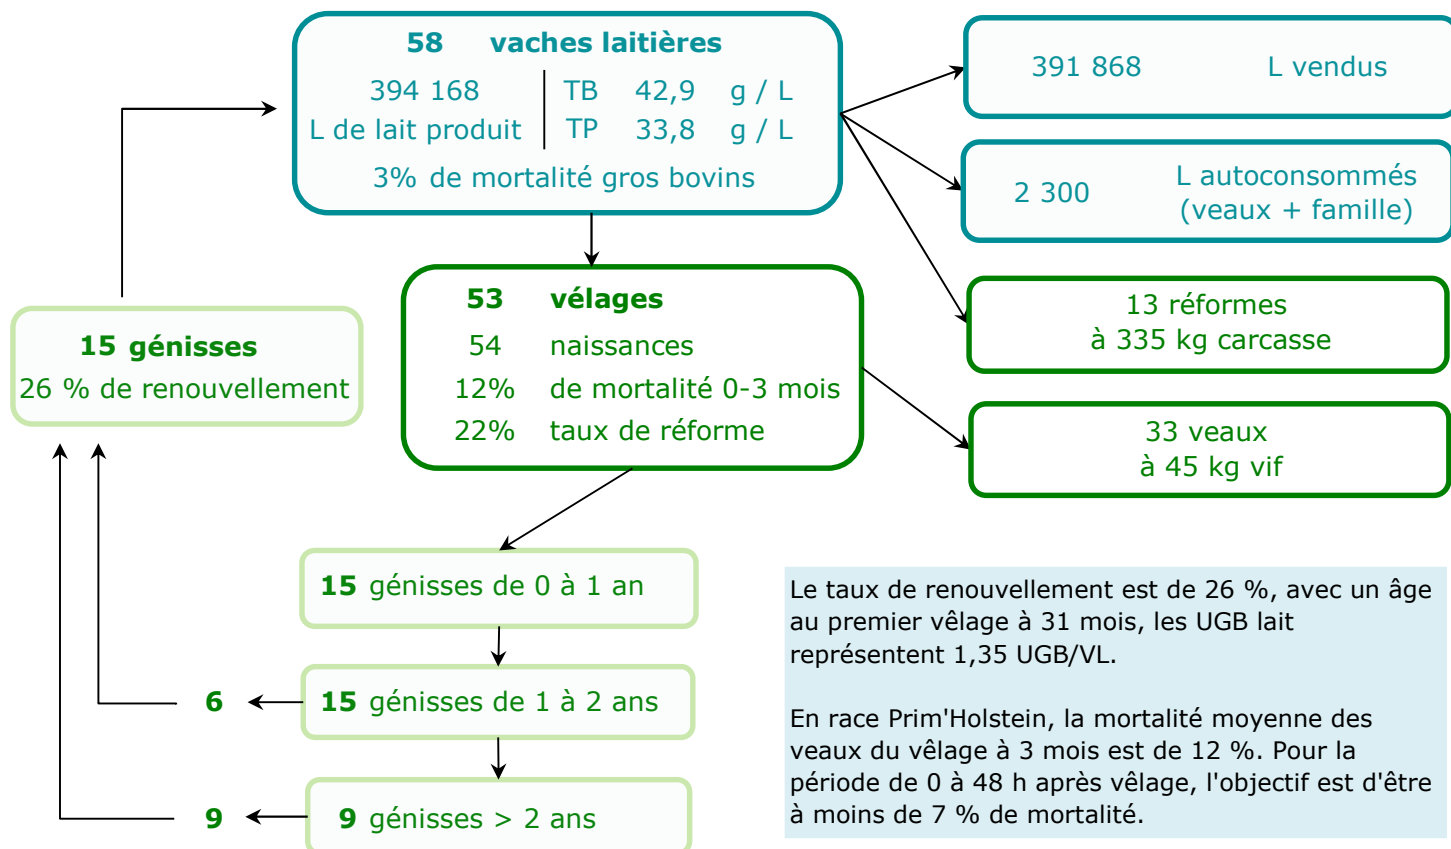 58 vaches laitières
394 168
L de lait produit
TB 42,9 g / L
TP 33,8 g / L
3% de mortalité gros bovins
391 868 L vendus
2 300
L autoconsommés
(veaux + famille)
13 réformes
à 335 kg carcasse
33 veaux
à 45 kg vif
53 vélages
54 naissances
12% de mortalité 0-3 mois
22% taux de réforme
15 génisses
26 % de renouvellement
15 génisses de 0 à 1 an
6
15 génisses de 1 à 2 ans
9
9 génisses > 2 ans
Le taux de renouvellement est de 26 %, avec un âge
au premier vêlage à 31 mois, les UGB lait
représentent 1,35 UGB/VL.
En race Prim'Holstein, la mortalité moyenne des
veaux du vêlage à 3 mois est de 12 %. Pour la
période de 0 à 48 h après vêlage, l'objectif est d'être
à moins de 7 % de mortalité.